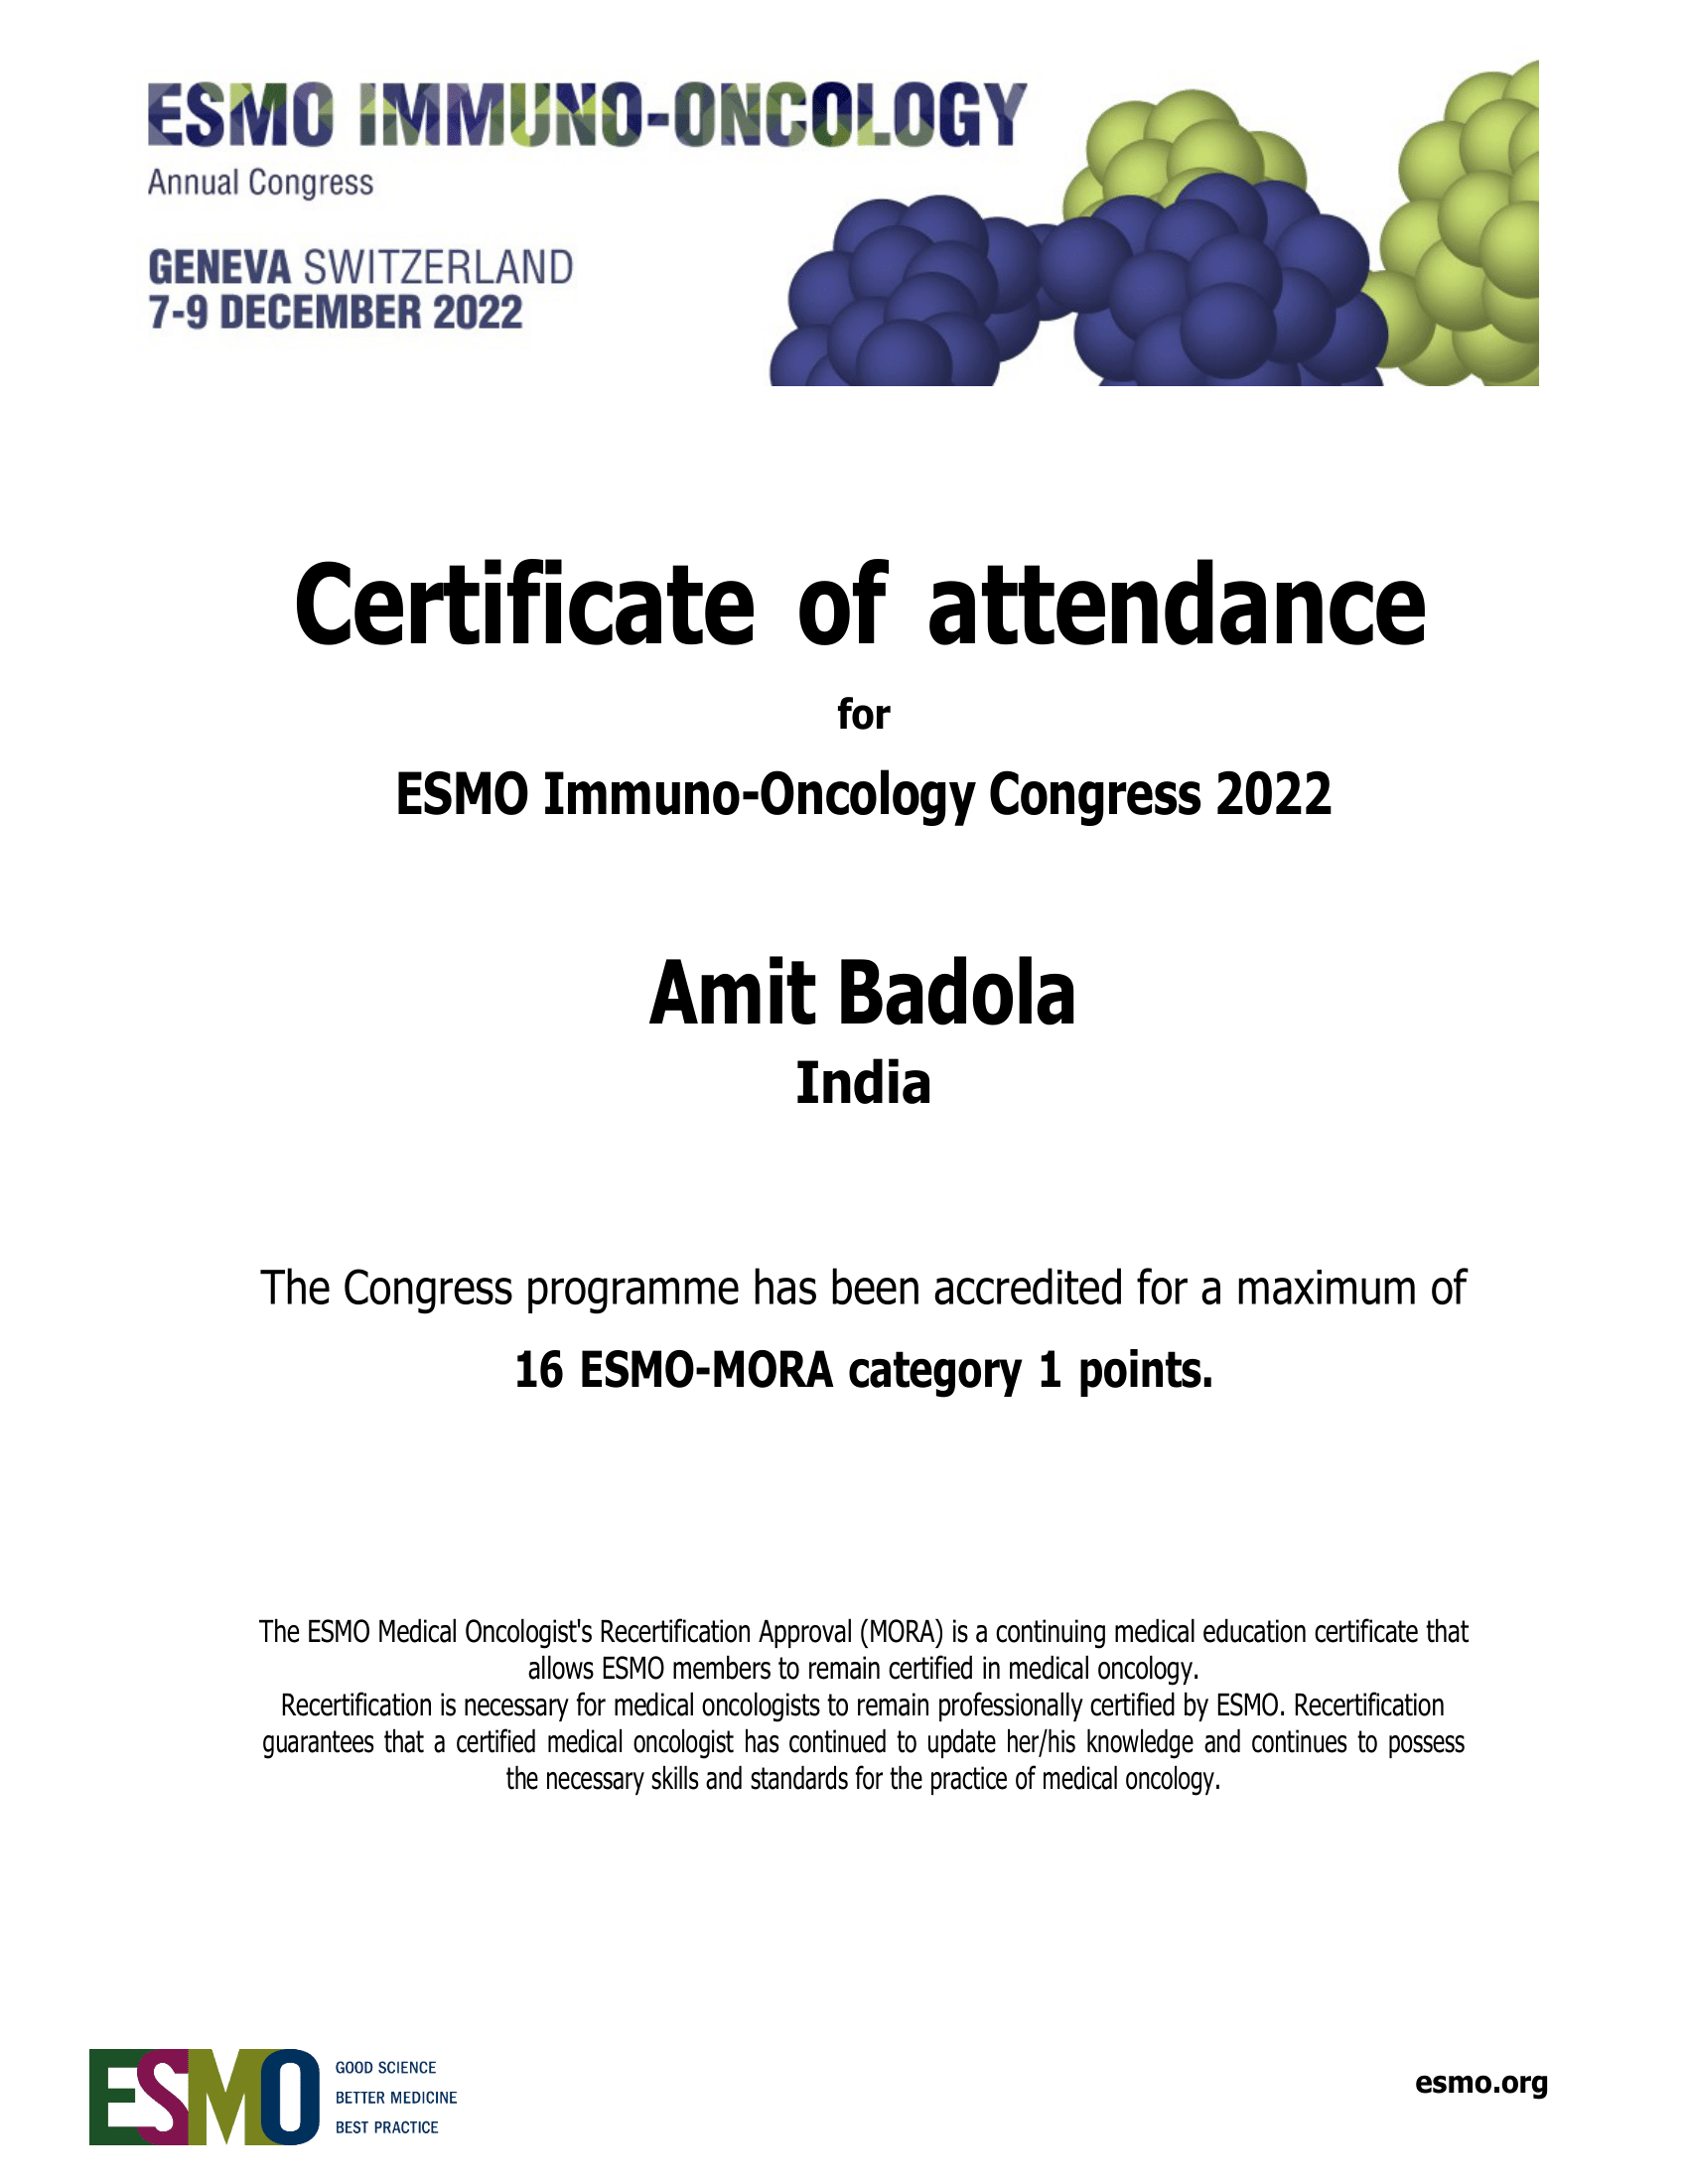 ESMO IMMUNO-ONCOLOGY
Annual Congress
GENEVA SWITZERLAND
7-9 DECEMBER 2022
Certificate of attendance
for
ESMO Immuno-Oncology Congress 2022
Amit Badola
India
The Congress programme has been accredited for a maximum of
16 ESMO-MORA category 1 points.
The ESMO Medical Oncologist's Recertification Approval (MORA) is a continuing medical education certificate that
allows ESMO members to remain certified in medical oncology.
Recertification is necessary for medical oncologists to remain professionally certified by ESMO. Recertification
guarantees that a certified medical oncologist has continued to update her/his knowledge and continues to possess
the necessary skills and standards for the practice of medical oncology.
ESMO
GOOD SCIENCE
BETTER MEDICINE
BEST PRACTICE
esmo.org